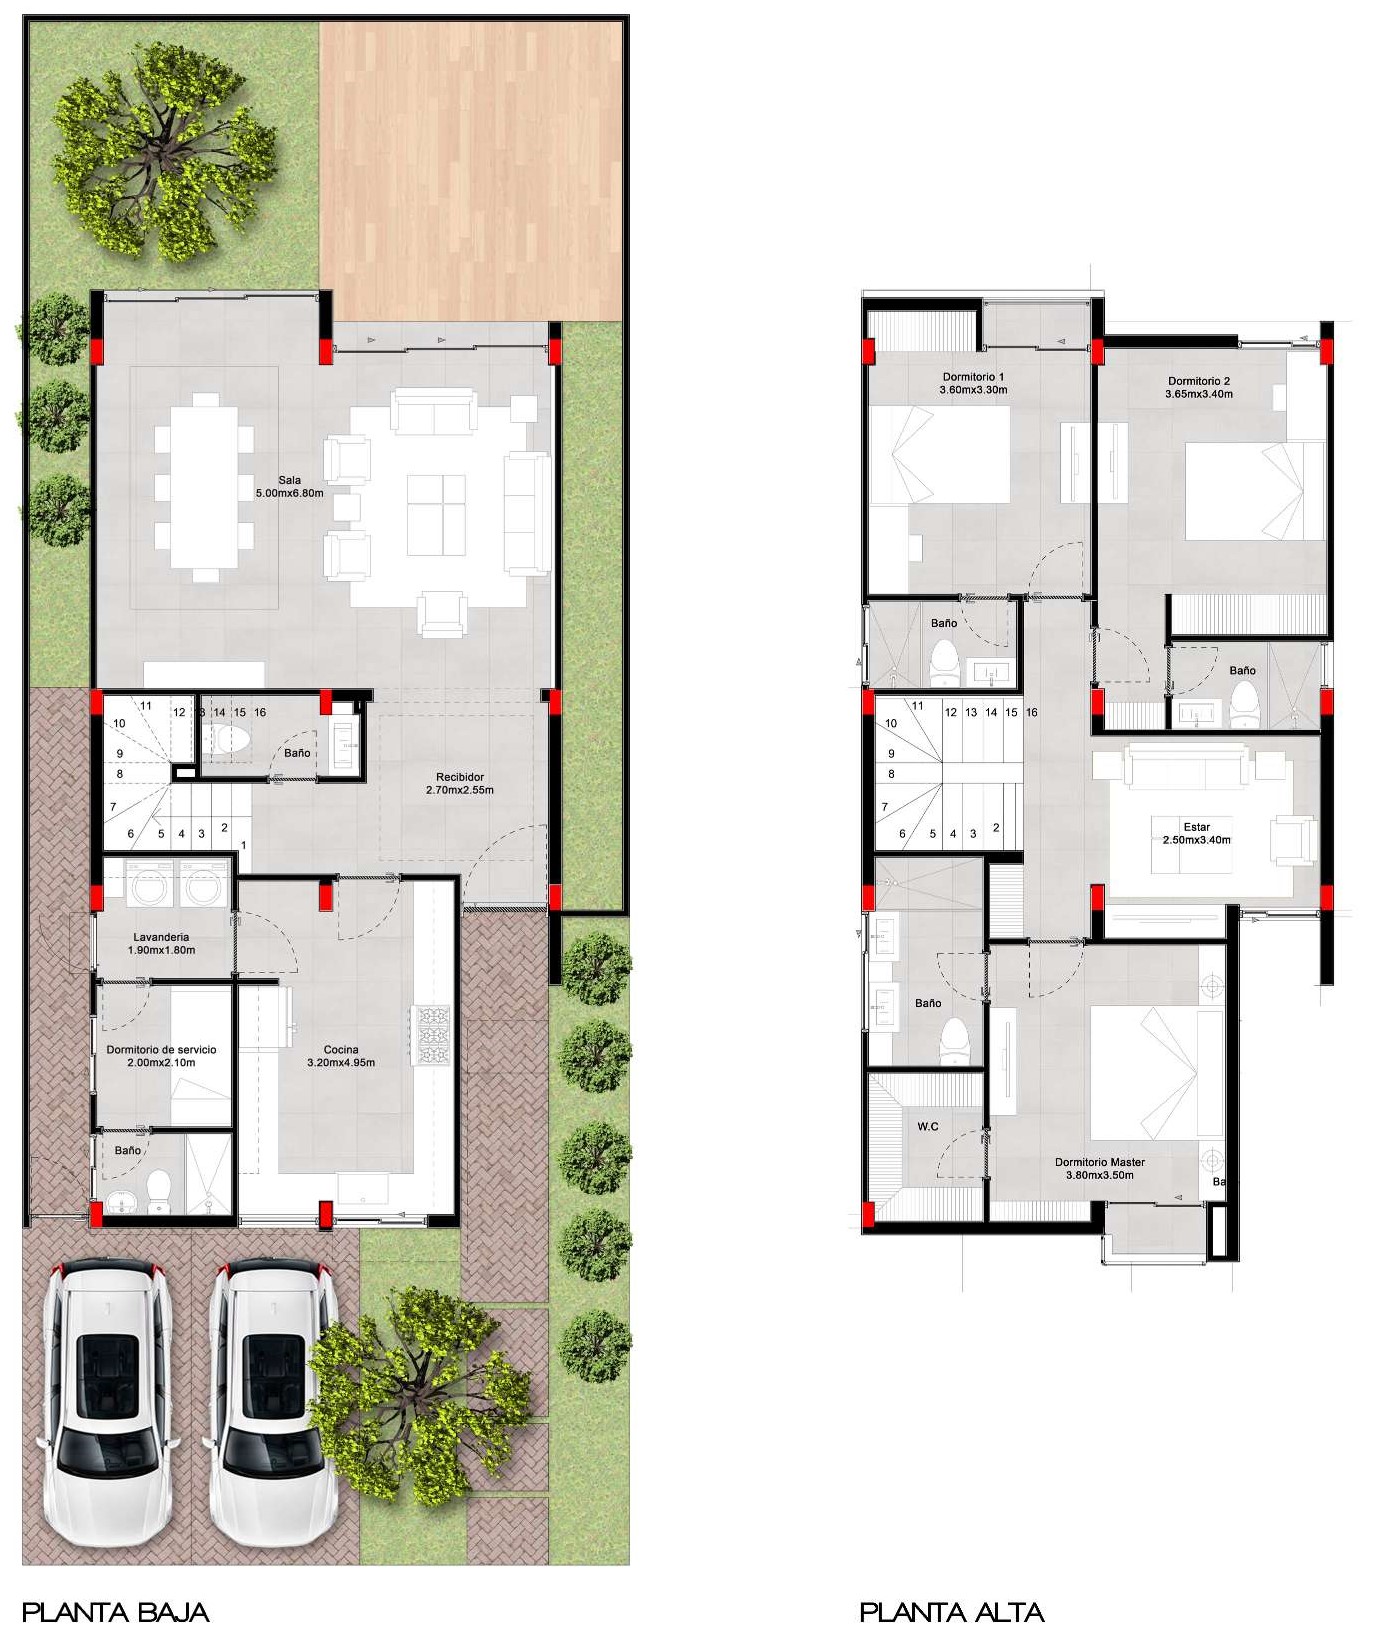 Sala
5.00mx6.80m
11
12
13
14
15
16
10
9
8
7
6
5
4
3
2
1
Baño
Recibidor
2.70mx2.55m
Lavanderia
1.90mx1.80m
Dormitorio de servicio
2.00mx2.10m
Cocina
3.20mx4.95m
Baño
PLANTA BAJA
Dormitorio 1
3.60mx3.30m
Dormitorio 2
3.65mx3.40m
Baño
Baño
11
12
13
14
15
16
10
9
8
7
6
5
4
3
2
Estar
2.50mx3.40m
Baño
W.C
Dormitorio Master
3.80mx3.50m
Ba
PLANTA ALTA